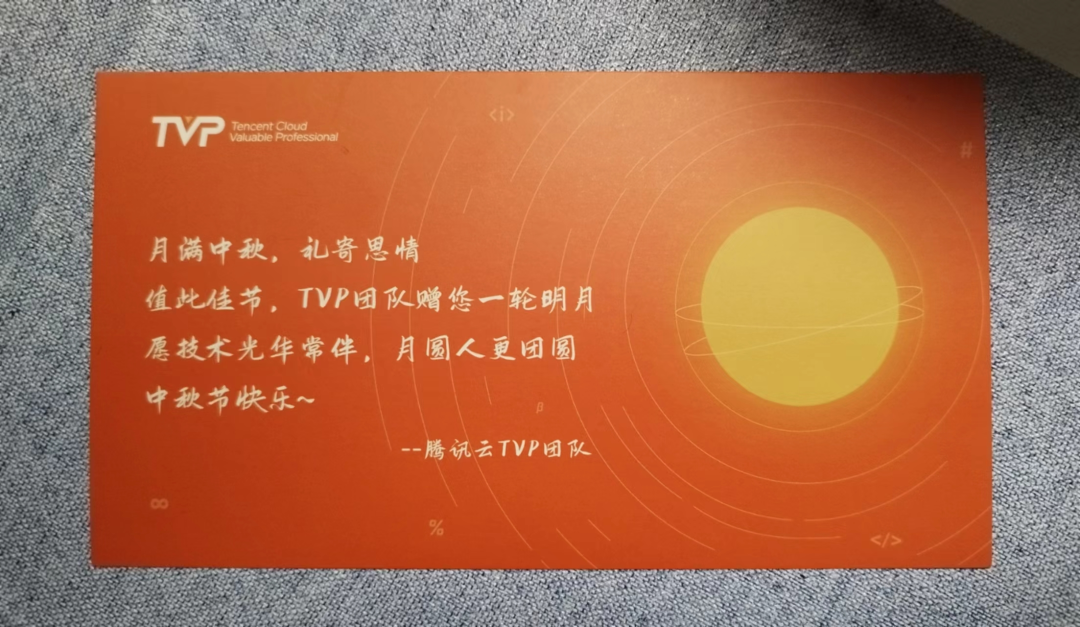 TVP
Tencent Cloud
Valuable Professional
<i>
#
月满中秋，礼寄思情
值此佳节，TVP团队赠您一轮明月
愿技术光华常伴，月圆人更团圆
中秋节快乐~
β
--腾讯云TVP团队
∞
%
</>